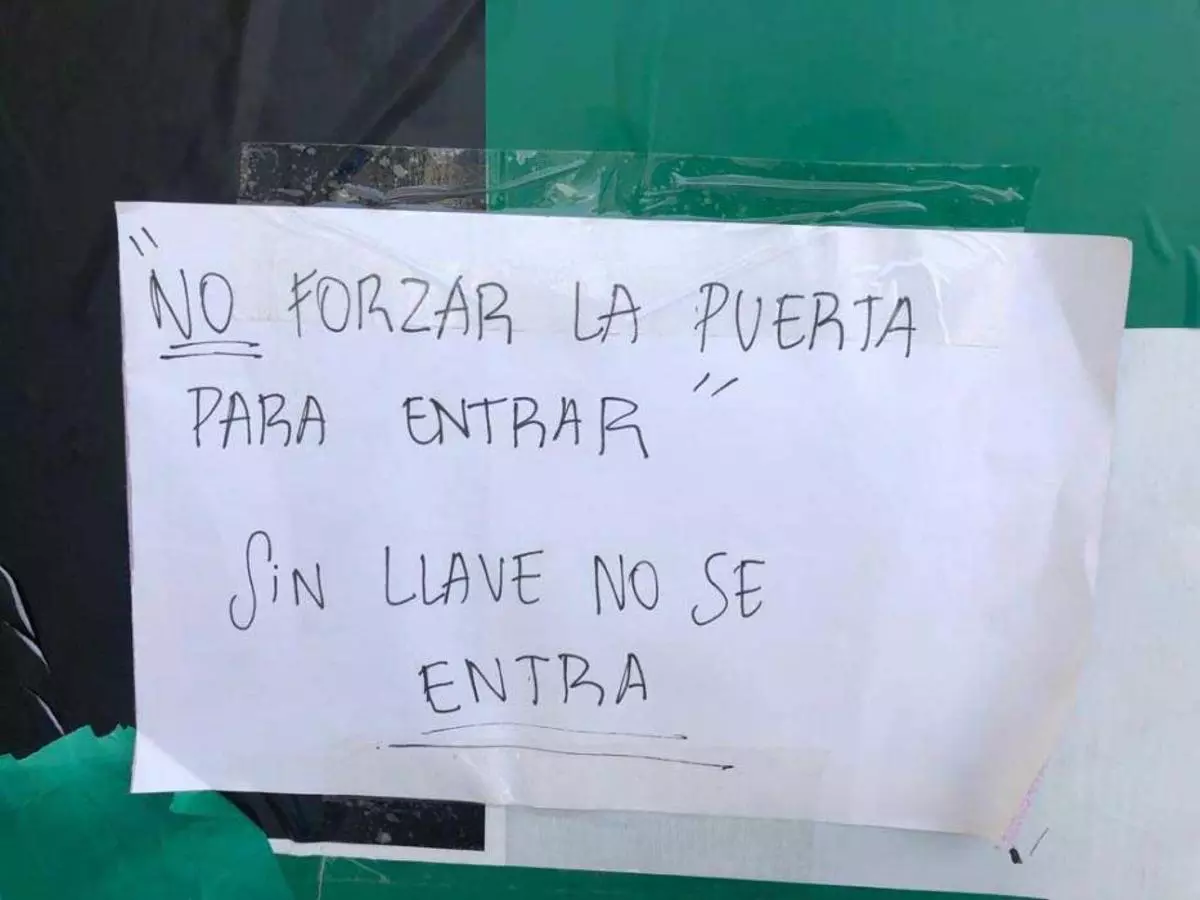 "NO FORZAR LA PUERTA
PARA ENTRAR"
SiN LLAVE NO SE
ENTRA